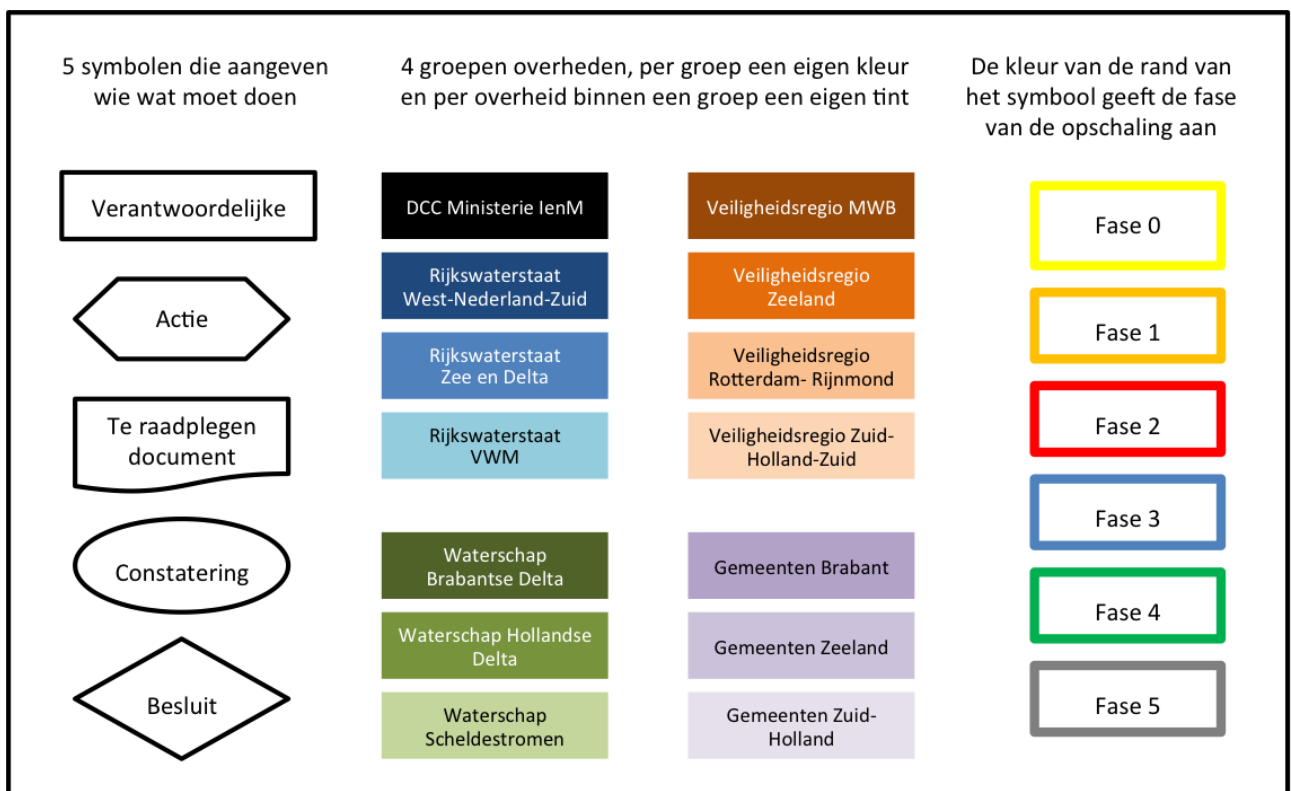 5 symbolen die aangeven
wie wat moet doen
Verantwoordelijke
Actie
Te raadplegen
document
Constatering
Besluit
4 groepen overheden, per groep een eigen kleur
en per overheid binnen een groep een eigen tint
DCC Ministerie IenM
Rijkswaterstaat
West-Nederland-Zuid
Rijkswaterstaat
Zee en Delta
Rijkswaterstaat
VWM
Waterschap
Brabantse Delta
Waterschap Hollandse
Delta
Waterschap
Scheldestromen
Veiligheidsregio MWB
Veiligheidsregio
Zeeland
Veiligheidsregio
Rotterdam- Rijnmond
Veiligheidsregio Zuid-
Holland-Zuid
Gemeenten Brabant
Gemeenten Zeeland
Gemeenten Zuid-
Holland
De kleur van de rand van
het symbool geeft de fase
van de opschaling aan
Fase 0
Fase 1
Fase 2
Fase 3
Fase 4
Fase 5